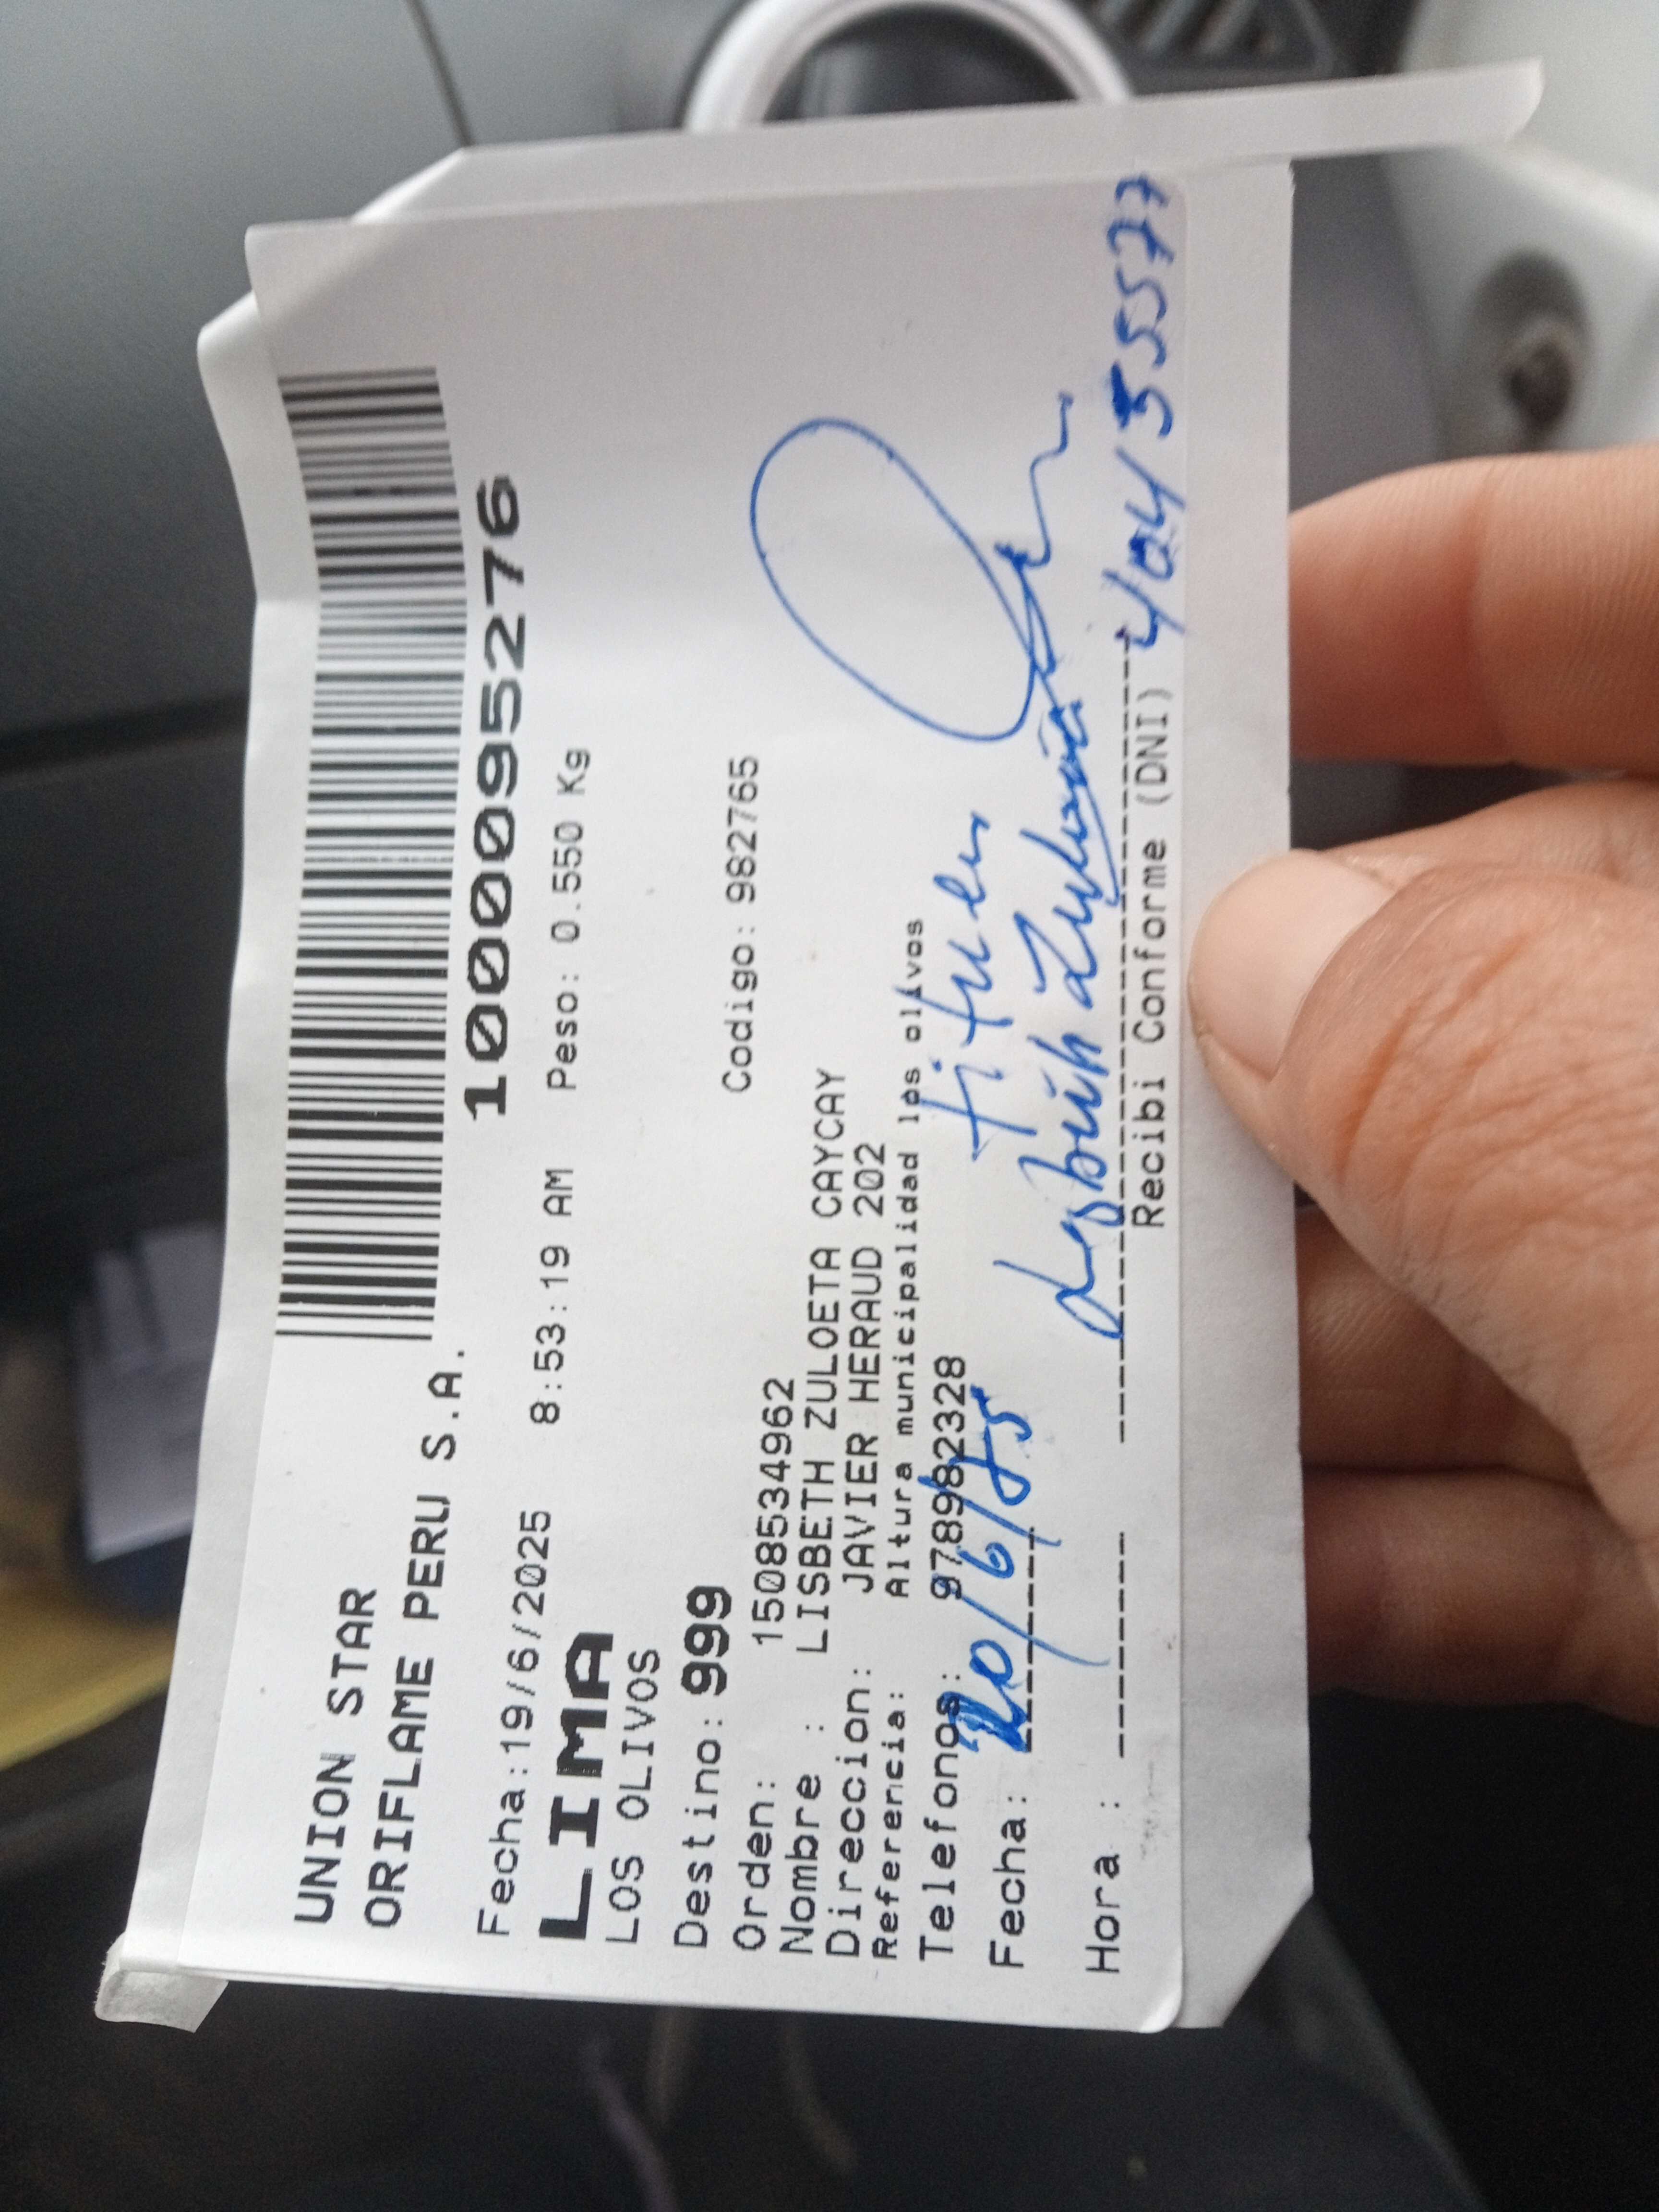 UNION STAR
ORIFLAME PERU S.A.
1000095276
Fecha:19/6/2025 8:53:19 AM Peso: 0.550 Kg
LIMA
LOS OLIVOS
Destino: 999 Codigo: 982765
Orden: 1508534962
Nombre : LISBETH ZULOETA CAYCAY
Direccion: JAVIER HERAUD 202
Referencia: Altura municipalidad los olivos
Telefonos: 978982328
titular
Fecha: 20/6/25
Lisbeth Zuloeta
Hora :
Recibi Conforme (DNI)